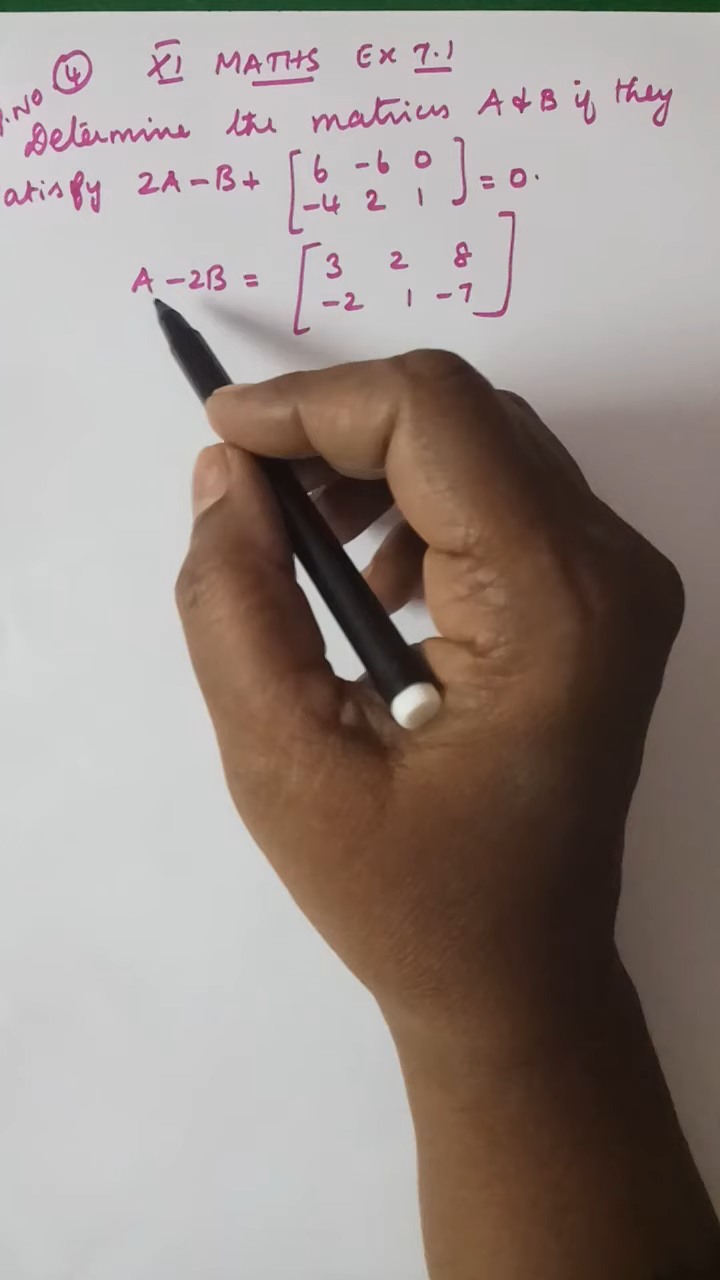 ④ XI MATHS Ex 7.1
Determine the matrices A & B if they
atisfy 2A-B+ [6 -6 0
-4 2 1] = 0.
A-2B = [3 2 8
-2 1 -7]